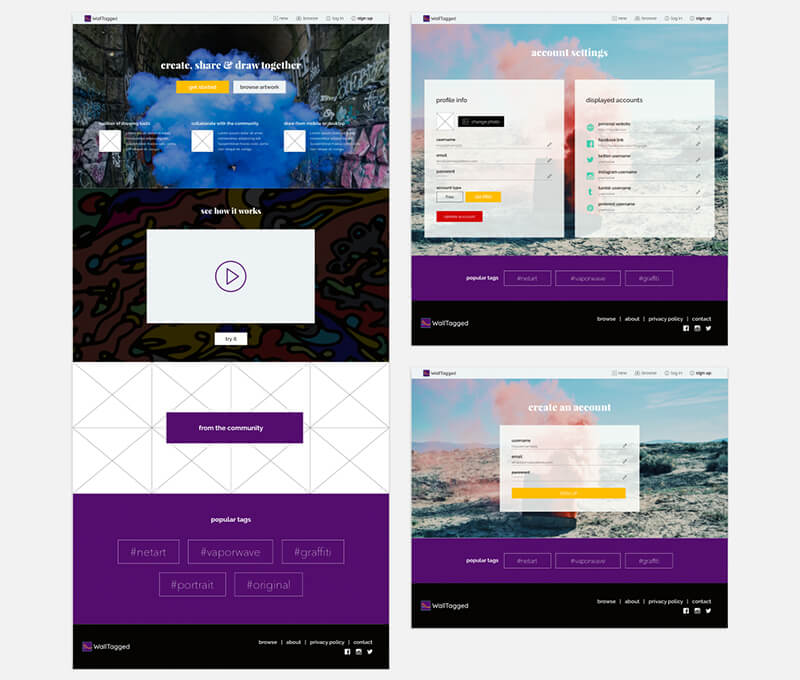 WallTagged
new browse log in sign up
create, share & draw together
get started browse artwork
collaborate with the community
draw from mobile or desktop
see how it works
try it
from the community
popular tags
#netart #vaporwave #graffiti
#portrait #original
WallTagged
browse | about | privacy policy | contact
WallTagged
new browse log in sign up
account settings
profile info
change photo
username
email
password
account type
free
delete account
displayed accounts
personal website
facebook link
twitter username
instagram username
tumblr username
pinterest username
popular tags #netart #vaporwave #graffiti
WallTagged
browse | about | privacy policy | contact
WallTagged
new browse log in sign up
create an account
username
email
password
sign up
popular tags #netart #vaporwave #graffiti
WallTagged
browse | about | privacy policy | contact